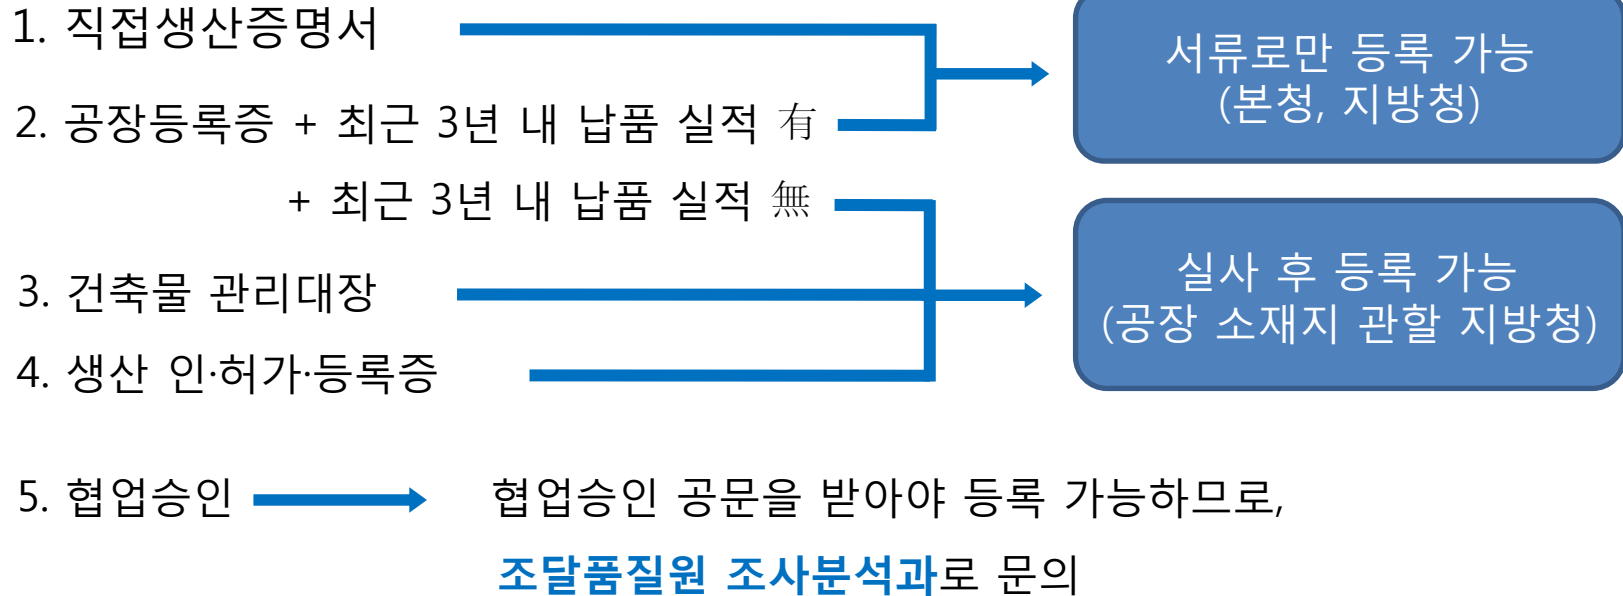 1. 직접생산증명서
2. 공장등록증 + 최근 3년 내 납품 실적 有
+ 최근 3년 내 납품 실적 無
3. 건축물 관리대장
4. 생산 인·허가·등록증
서류로만 등록 가능
(본청, 지방청)
실사 후 등록 가능
(공장 소재지 관할 지방청)
5. 협업승인
협업승인 공문을 받아야 등록 가능하므로,
조달품질원 조사분석과로 문의